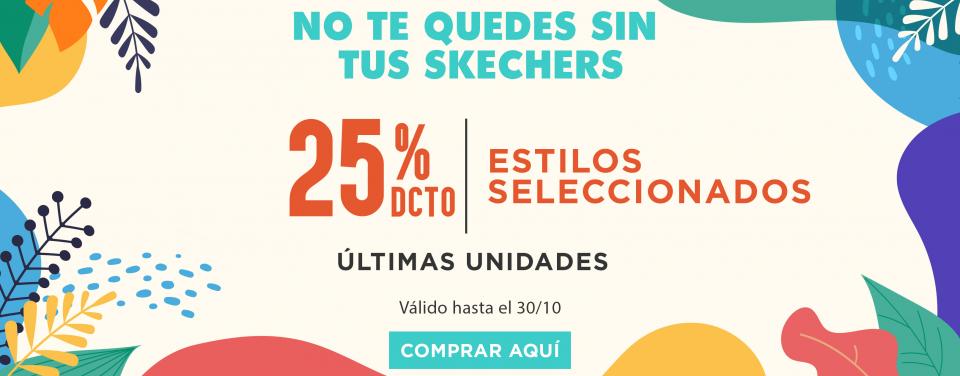 NO TE QUEDES SIN
TUS SKECHERS
25%
DCTO
ESTILOS
SELECCIONADOS
ÚLTIMAS UNIDADES
Válido hasta el 30/10
COMPRAR AQUÍ